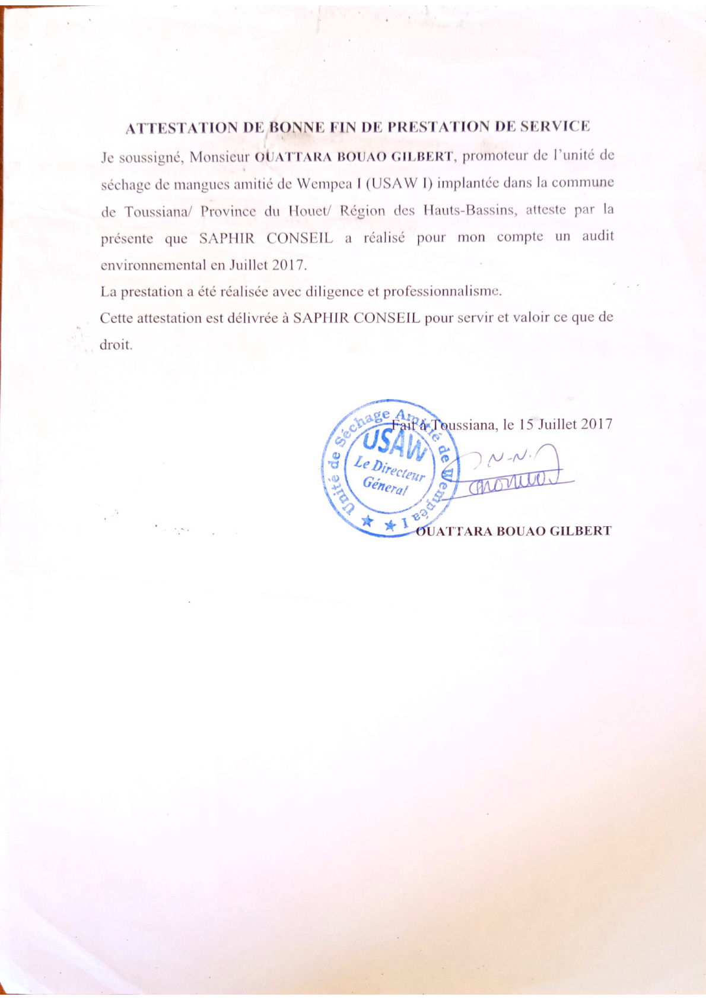 ATTESTATION DE BONNE FIN DE PRESTATION DE SERVICE
Je soussigné, Monsieur OUATTARA BOUAO GILBERT, promoteur de l'unité de
séchage de mangues amitié de Wempea I (USAW I) implantée dans la commune
de Toussiana/ Province du Houet/ Région des Hauts-Bassins, atteste par la
présente que SAPHIR CONSEIL a réalisé pour mon compte un audit
environnemental en Juillet 2017.
La prestation a été réalisée avec diligence et professionnalisme.
Cette attestation est délivrée à SAPHIR CONSEIL pour servir et valoir ce que de
droit.
Fait à Toussiana, le 15 Juillet 2017
Unité de Séchage Amitié de Wempéa I
USAW
Le Directeur
Géneral
OUATTARA BOUAO GILBERT